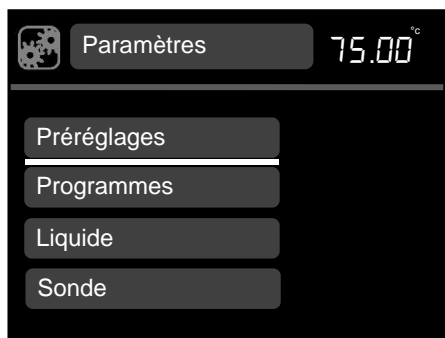 Paramètres
75.00°c
Préréglages
Programmes
Liquide
Sonde